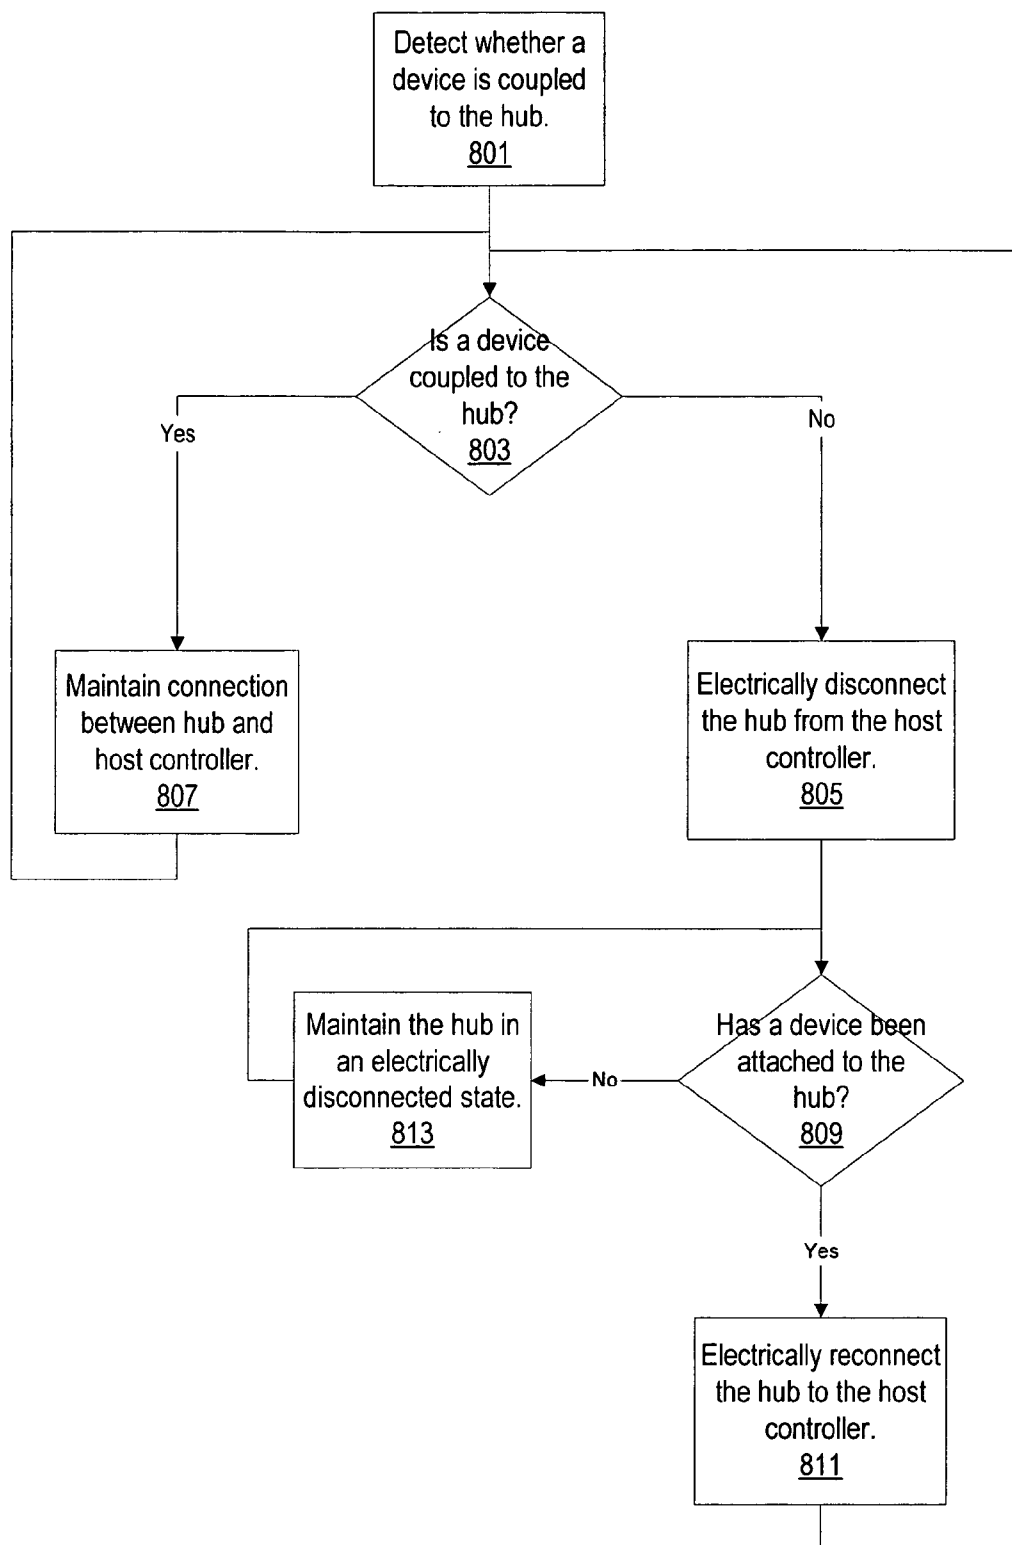 Detect whether a
device is coupled
to the hub.
801
Is a device
coupled to the
hub?
803
Yes
No
Maintain connection
between hub and
host controller.
807
Electrically disconnect
the hub from the host
controller.
805
Has a device been
attached to the
hub?
809
No
Maintain the hub in
an electrically
disconnected state.
813
Yes
Electrically reconnect
the hub to the host
controller.
811